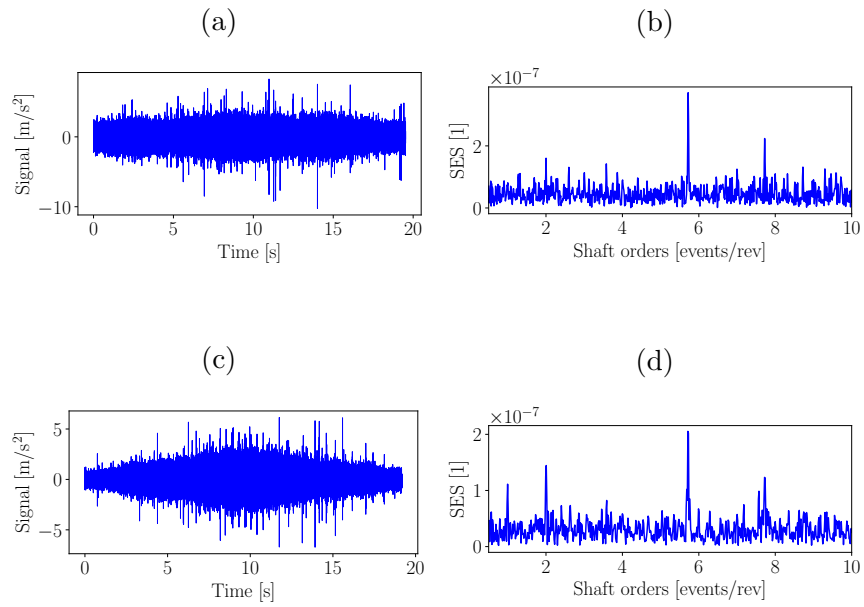 (a)
(b)
Signal [m/s²]
0
−10
0
5
10
15
20
Time [s]
×10⁻⁷
SES [1]
2
0
2
4
6
8
10
Shaft orders [events/rev]
(c)
(d)
Signal [m/s²]
5
0
−5
0
5
10
15
20
Time [s]
×10⁻⁷
SES [1]
2
1
0
2
4
6
8
10
Shaft orders [events/rev]